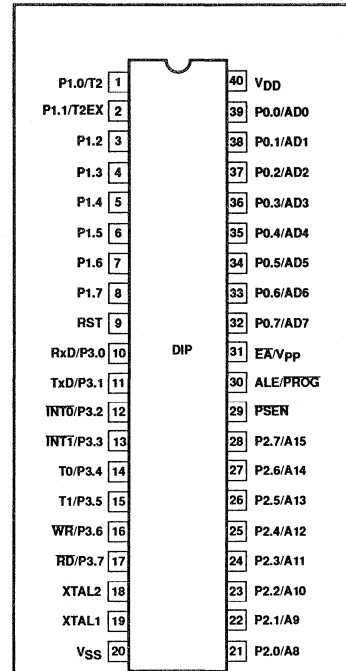 P1.0/T2 1 40 VDD
P1.1/T2EX 2 39 P0.0/AD0
P1.2 3 38 P0.1/AD1
P1.3 4 37 P0.2/AD2
P1.4 5 36 P0.3/AD3
P1.5 6 35 P0.4/AD4
P1.6 7 34 P0.5/AD5
P1.7 8 33 P0.6/AD6
RST 9 32 P0.7/AD7
RxD/P3.0 10 DIP 31 E̅A̅/VPP
TxD/P3.1 11 30 ALE/P̅R̅O̅G̅
I̅N̅T̅0̅/P3.2 12 29 P̅S̅E̅N̅
I̅N̅T̅1̅/P3.3 13 28 P2.7/A15
T0/P3.4 14 27 P2.6/A14
T1/P3.5 15 26 P2.5/A13
W̅R̅/P3.6 16 25 P2.4/A12
R̅D̅/P3.7 17 24 P2.3/A11
XTAL2 18 23 P2.2/A10
XTAL1 19 22 P2.1/A9
VSS 20 21 P2.0/A8